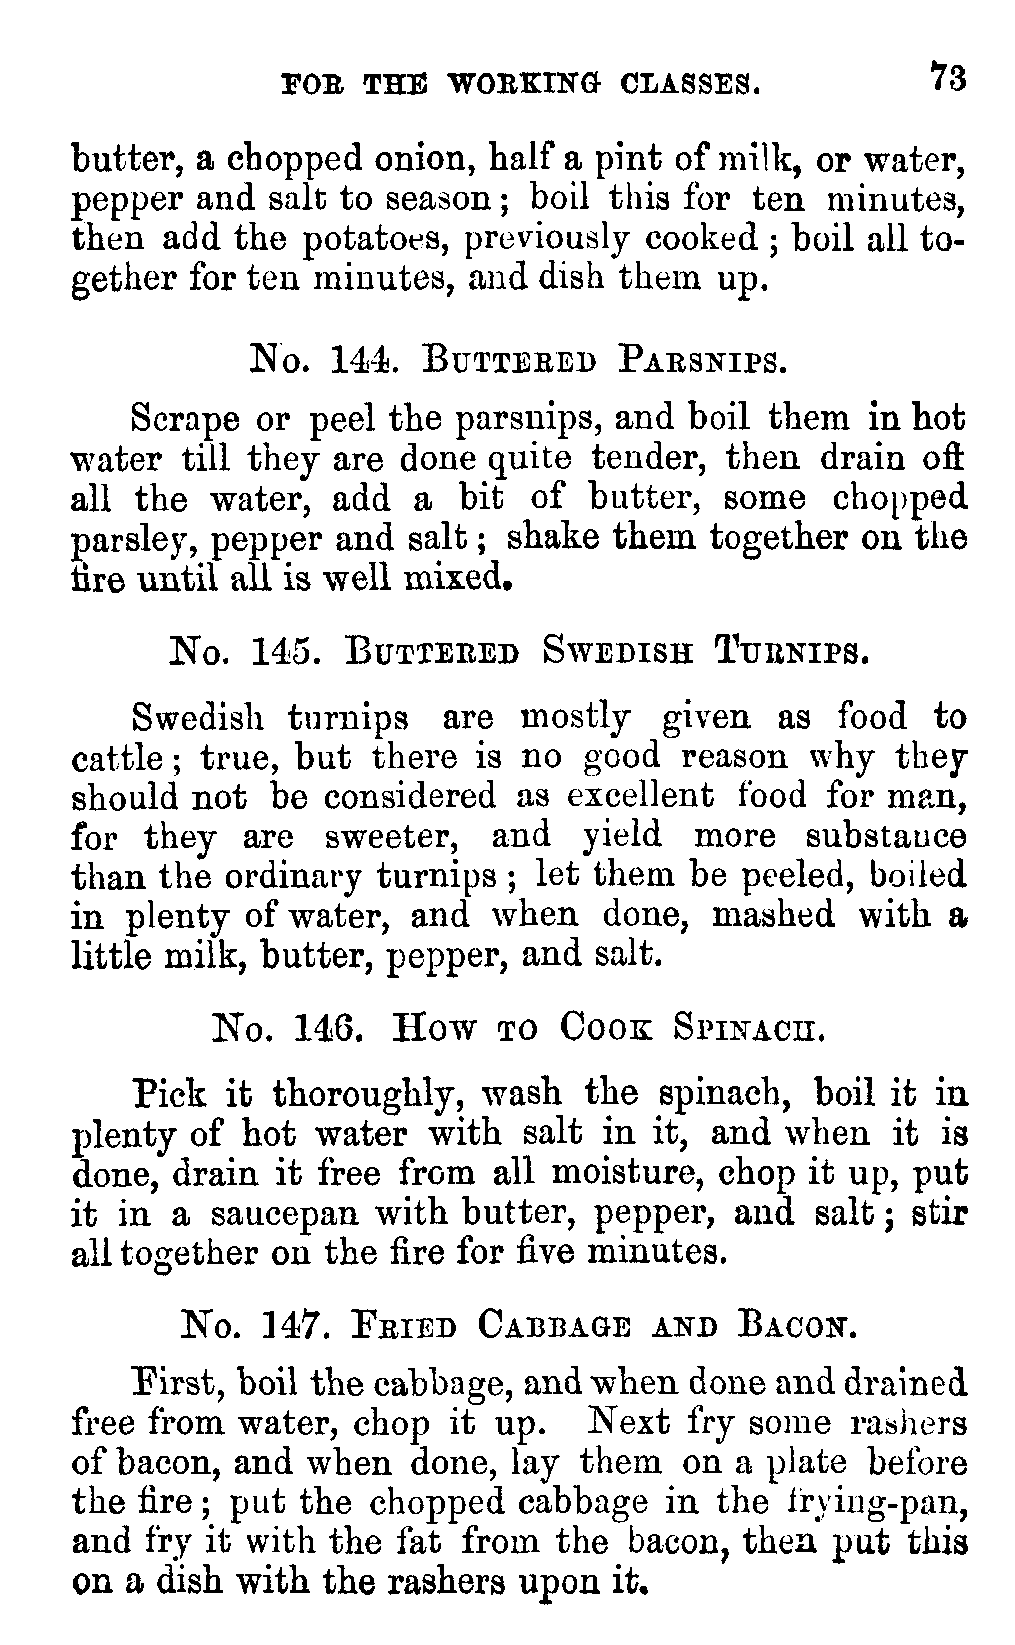 FOR THE WORKING CLASSES. 73
butter, a chopped onion, half a pint of milk, or water,
pepper and salt to season; boil this for ten minutes,
then add the potatoes, previously cooked; boil all to-
gether for ten minutes, and dish them up.
No. 144. Buttered Parsnips.
Scrape or peel the parsnips, and boil them in hot
water till they are done quite tender, then drain off
all the water, add a bit of butter, some chopped
parsley, pepper and salt; shake them together on the
fire until all is well mixed.
No. 145. Buttered Swedish Turnips.
Swedish turnips are mostly given as food to
cattle; true, but there is no good reason why they
should not be considered as excellent food for man,
for they are sweeter, and yield more substance
than the ordinary turnips; let them be peeled, boiled
in plenty of water, and when done, mashed with a
little milk, butter, pepper, and salt.
No. 146. How to Cook Spinach.
Pick it thoroughly, wash the spinach, boil it in
plenty of hot water with salt in it, and when it is
done, drain it free from all moisture, chop it up, put
it in a saucepan with butter, pepper, and salt; stir
all together on the fire for five minutes.
No. 147. Fried Cabbage and Bacon.
First, boil the cabbage, and when done and drained
free from water, chop it up. Next fry some rashers
of bacon, and when done, lay them on a plate before
the fire; put the chopped cabbage in the frying-pan,
and fry it with the fat from the bacon, then put this
on a dish with the rashers upon it.